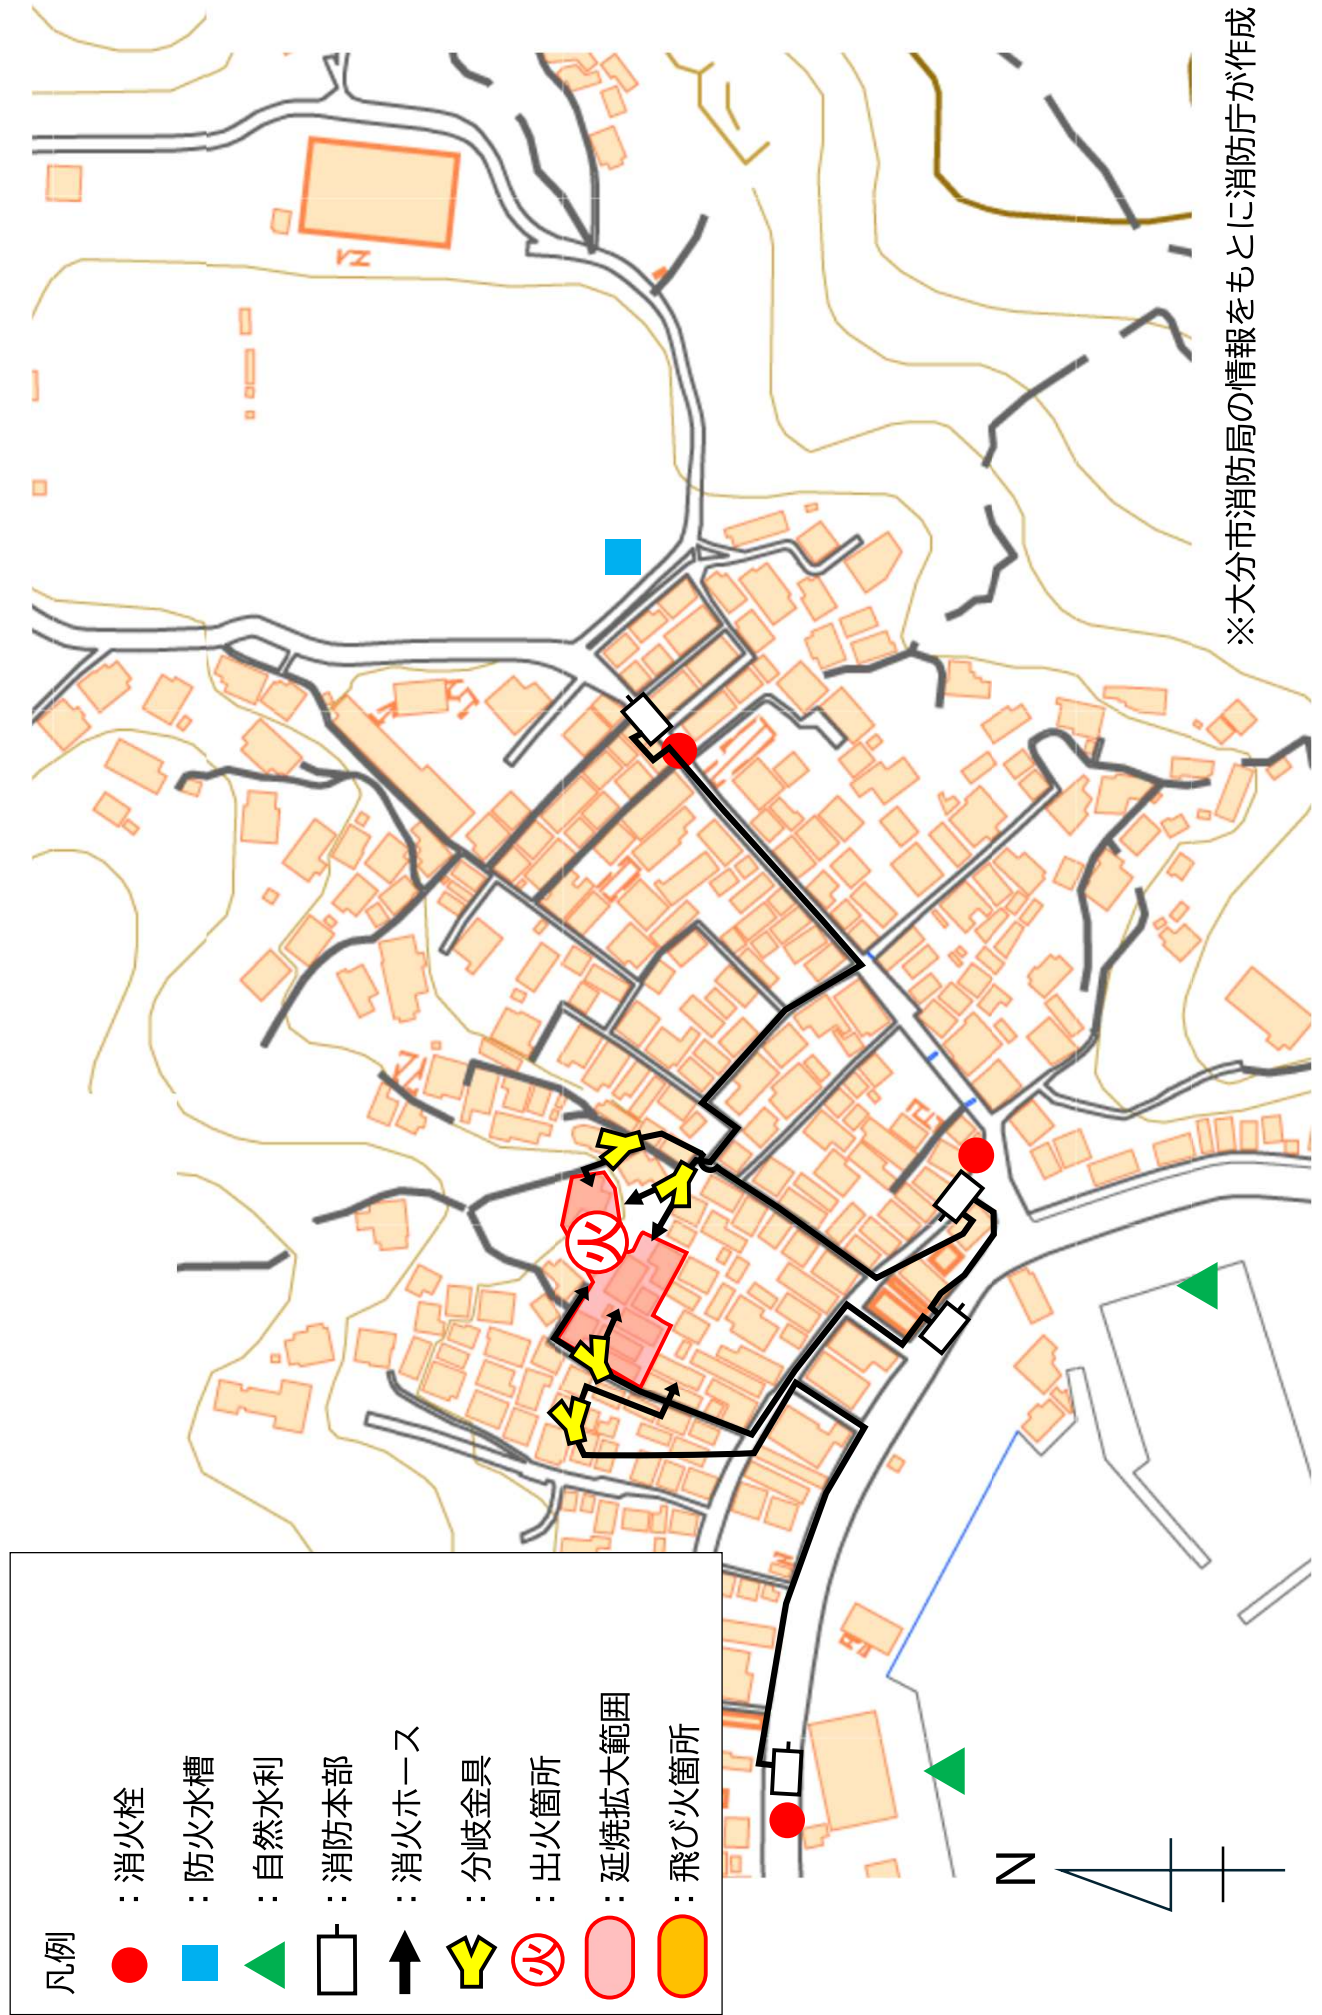 凡例
：消火栓
：防火水槽
：自然水利
：消防本部
：消火ホース
：分岐金具
火：出火箇所
：延焼拡大範囲
：飛び火箇所
火
N
※大分市消防局の情報をもとに消防庁が作成